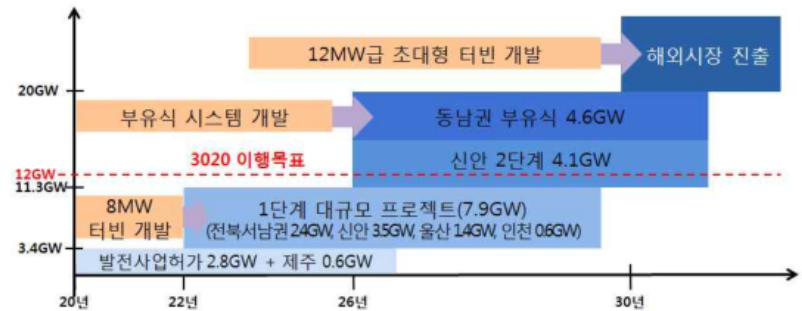 12MW급 초대형 터빈 개발
해외시장 진출
20GW
부유식 시스템 개발
동남권 부유식 4.6GW
3020 이행목표
신안 2단계 4.1GW
12GW
11.3GW
8MW
터빈 개발
1단계 대규모 프로젝트(7.9GW)
(전북서남권 2.4GW, 신안 3.5GW, 울산 1.4GW, 인천 0.6GW)
3.4GW
발전사업허가 2.8GW + 제주 0.6GW
20년
22년
26년
30년